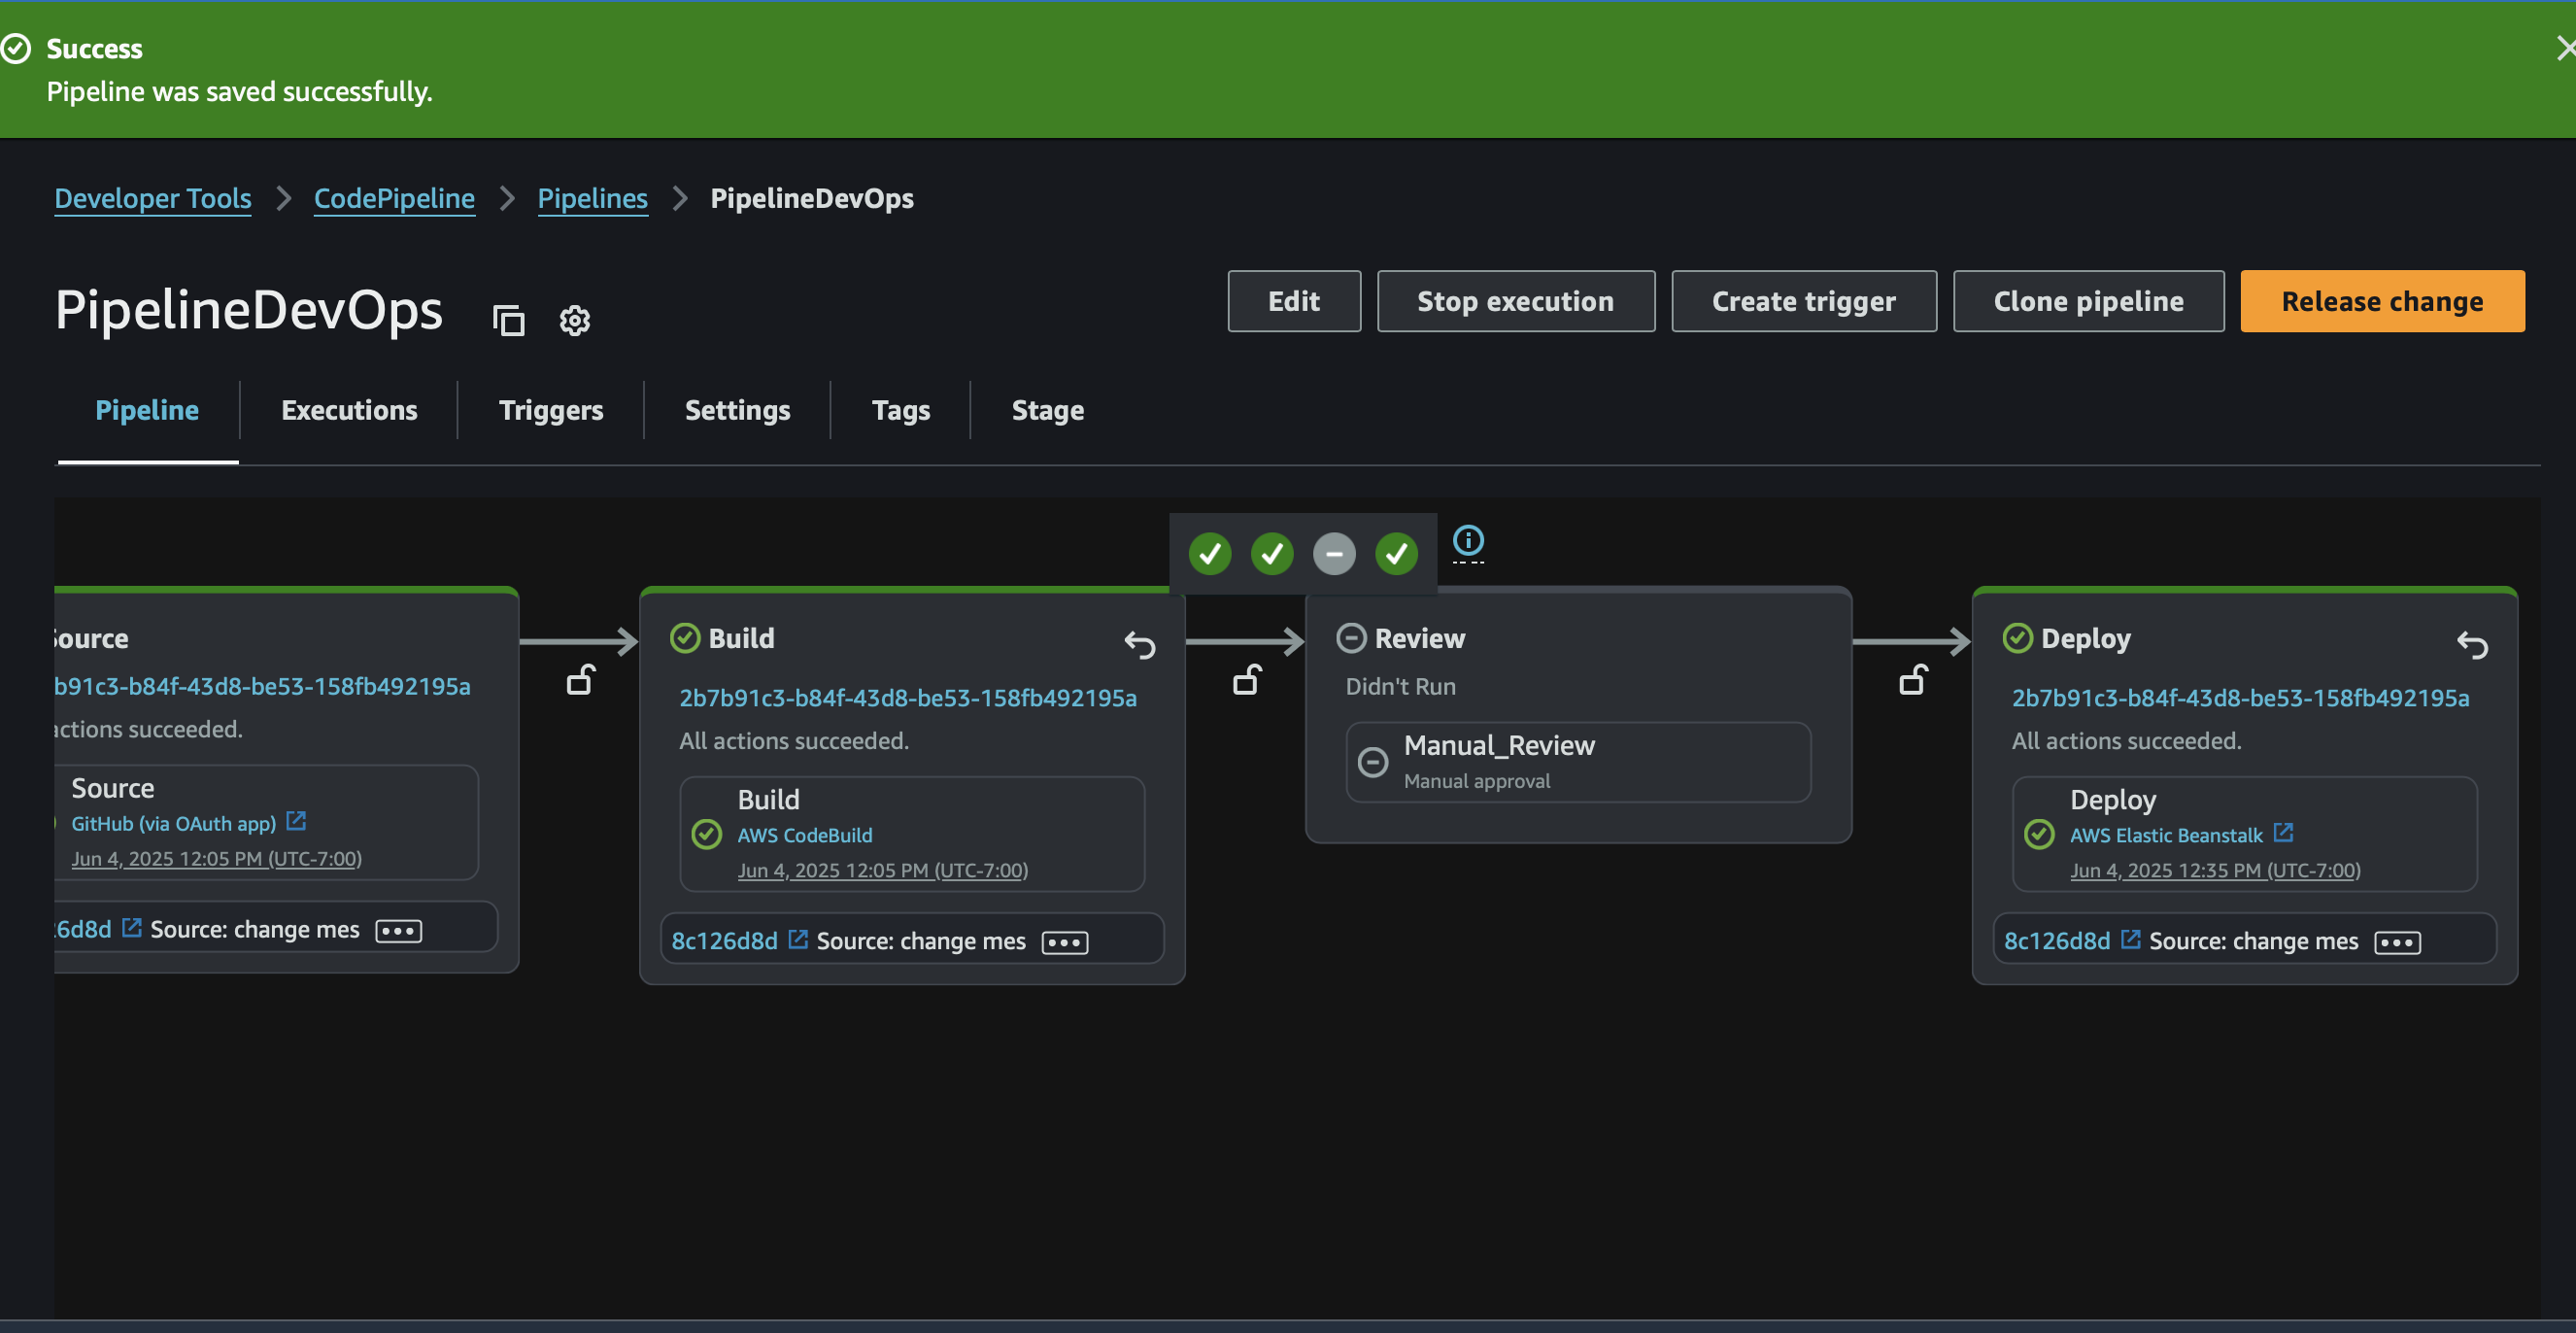 Success
Pipeline was saved successfully.
Developer Tools > CodePipeline > Pipelines > PipelineDevOps
PipelineDevOps
Edit
Stop execution
Create trigger
Clone pipeline
Release change
Pipeline
Executions
Triggers
Settings
Tags
Stage
Source
b91c3-b84f-43d8-be53-158fb492195a
actions succeeded.
Source
GitHub (via OAuth app)
Jun 4, 2025 12:05 PM (UTC-7:00)
6d8d Source: change mes
Build
2b7b91c3-b84f-43d8-be53-158fb492195a
All actions succeeded.
Build
AWS CodeBuild
Jun 4, 2025 12:05 PM (UTC-7:00)
8c126d8d Source: change mes
Review
Didn't Run
Manual_Review
Manual approval
Deploy
2b7b91c3-b84f-43d8-be53-158fb492195a
All actions succeeded.
Deploy
AWS Elastic Beanstalk
Jun 4, 2025 12:35 PM (UTC-7:00)
8c126d8d Source: change mes